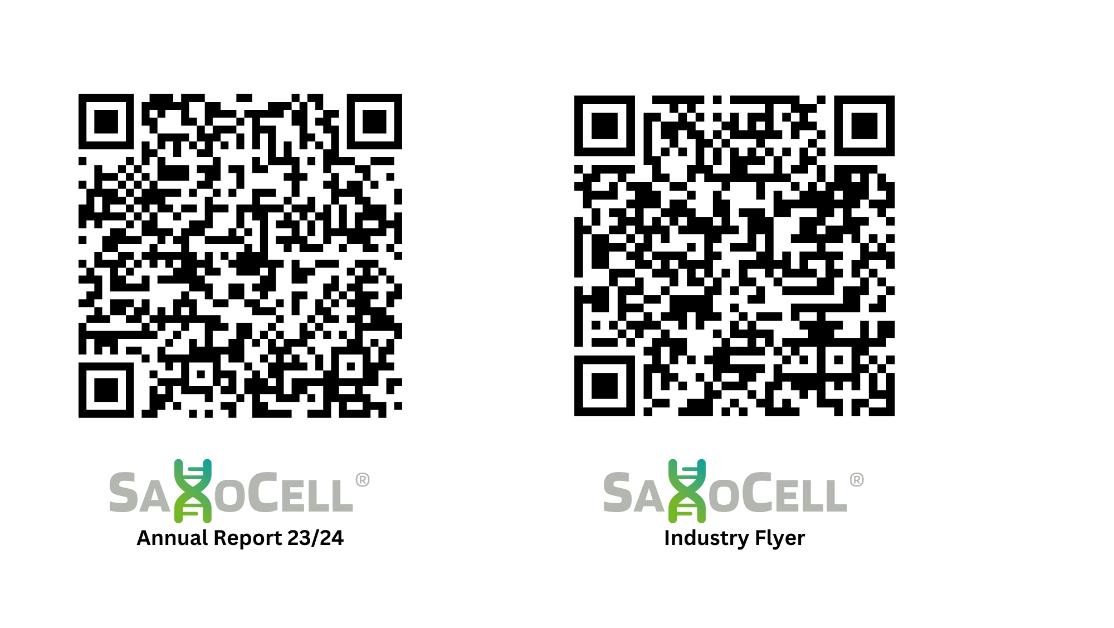 SAXOCELL®
Annual Report 23/24
SAXOCELL®
Industry Flyer